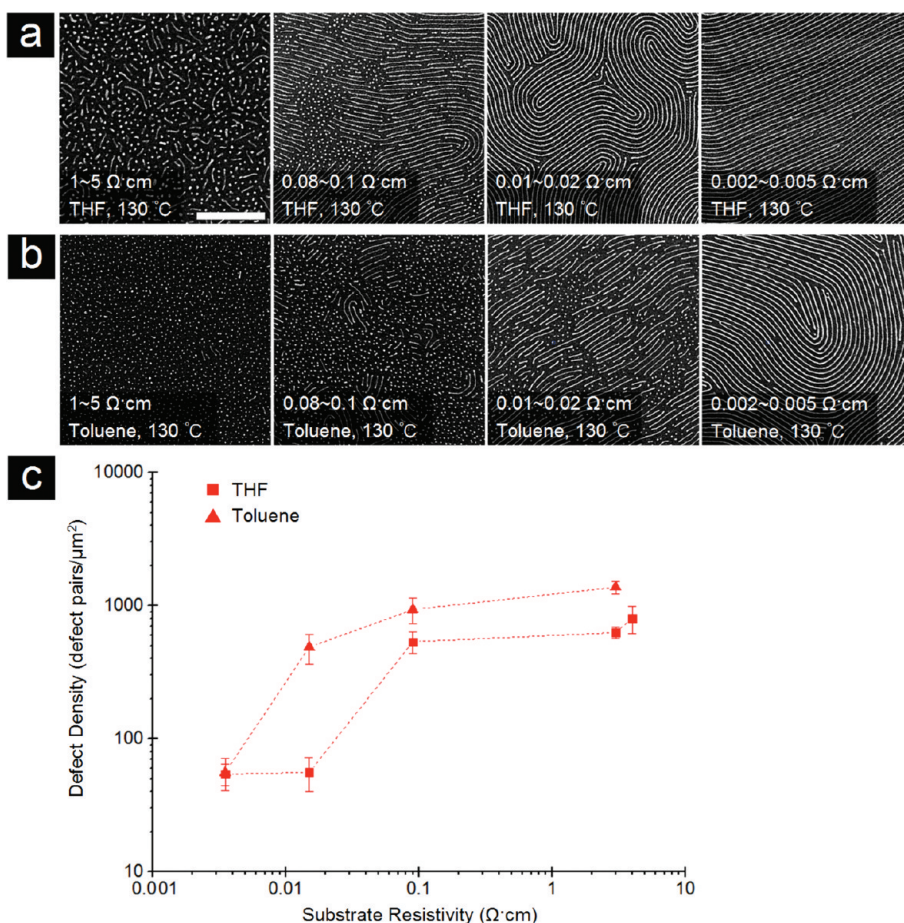 a
1~5 Ω·cm
THF, 130 °C
0.08~0.1 Ω·cm
THF, 130 °C
0.01~0.02 Ω·cm
THF, 130 °C
0.002~0.005 Ω·cm
THF, 130 °C
b
1~5 Ω·cm
Toluene, 130 °C
0.08~0.1 Ω·cm
Toluene, 130 °C
0.01~0.02 Ω·cm
Toluene, 130 °C
0.002~0.005 Ω·cm
Toluene, 130 °C
c
THF
Toluene
Defect Density (defect pairs/µm²)
10000
1000
100
10
0.001
0.01
0.1
1
10
Substrate Resistivity (Ω·cm)